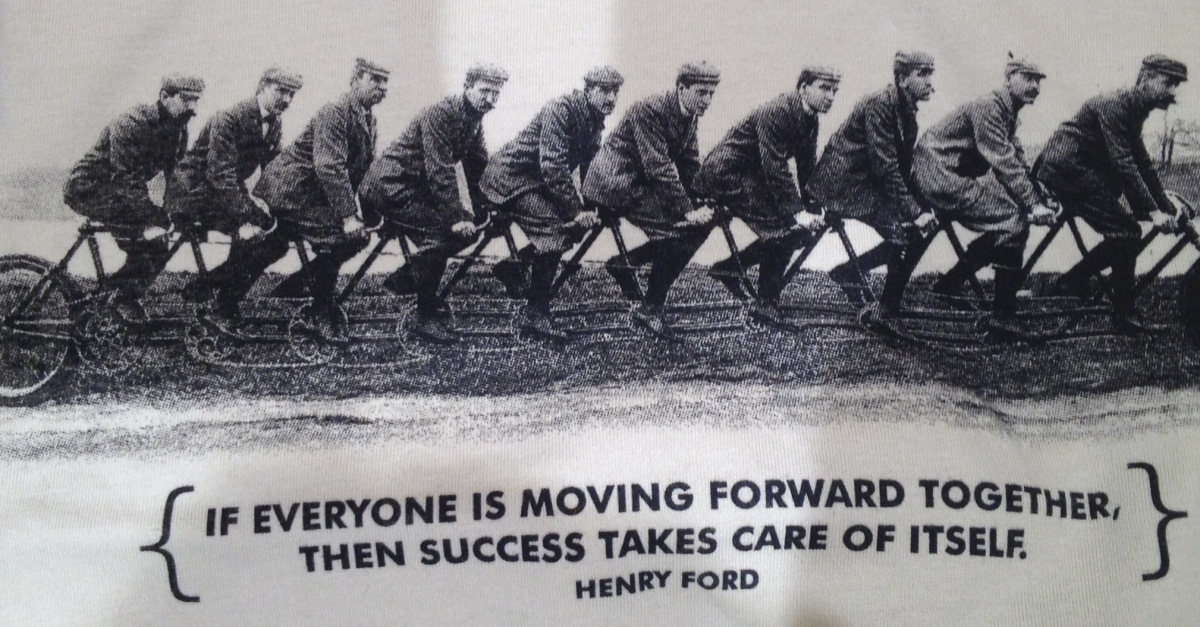 IF EVERYONE IS MOVING FORWARD TOGETHER,
THEN SUCCESS TAKES CARE OF ITSELF.
HENRY FORD